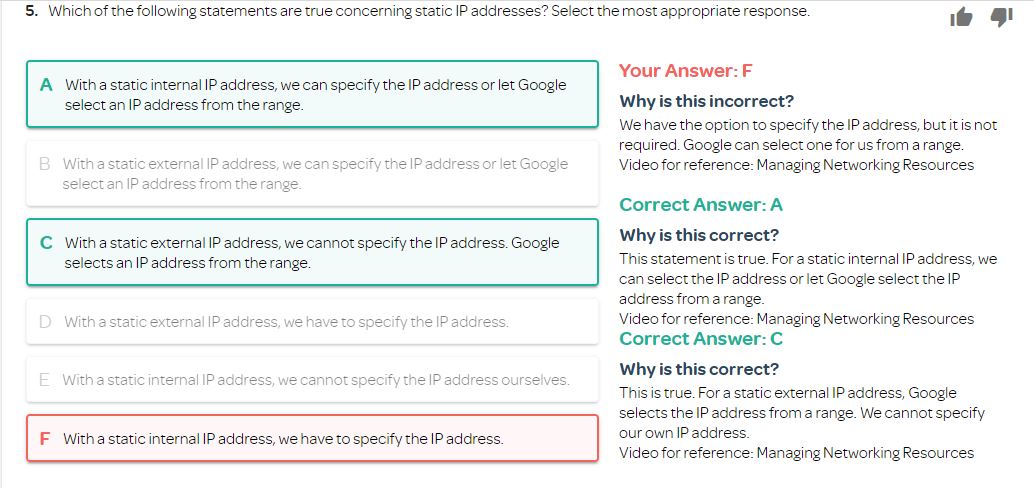 5. Which of the following statements are true concerning static IP addresses? Select the most appropriate response.
A With a static internal IP address, we can specify the IP address or let Google
select an IP address from the range.
B With a static external IP address, we can specify the IP address or let Google
select an IP address from the range.
C With a static external IP address, we cannot specify the IP address. Google
selects an IP address from the range.
D With a static external IP address, we have to specify the IP address.
E With a static internal IP address, we cannot specify the IP address ourselves.
F With a static internal IP address, we have to specify the IP address.
Your Answer: F
Why is this incorrect?
We have the option to specify the IP address, but it is not
required. Google can select one for us from a range.
Video for reference: Managing Networking Resources
Correct Answer: A
Why is this correct?
This statement is true. For a static internal IP address, we
can select the IP address or let Google select the IP
address from a range.
Video for reference: Managing Networking Resources
Correct Answer: C
Why is this correct?
This is true. For a static external IP address, Google
selects the IP address from a range. We cannot specify
our own IP address.
Video for reference: Managing Networking Resources